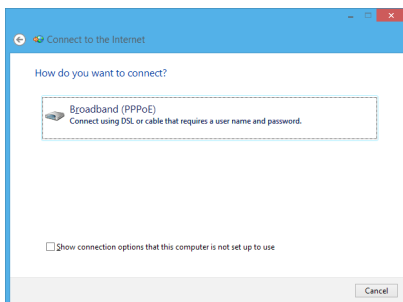 Connect to the Internet
How do you want to connect?
Broadband (PPPoE)
Connect using DSL or cable that requires a user name and password.
Show connection options that this computer is not set up to use
Cancel